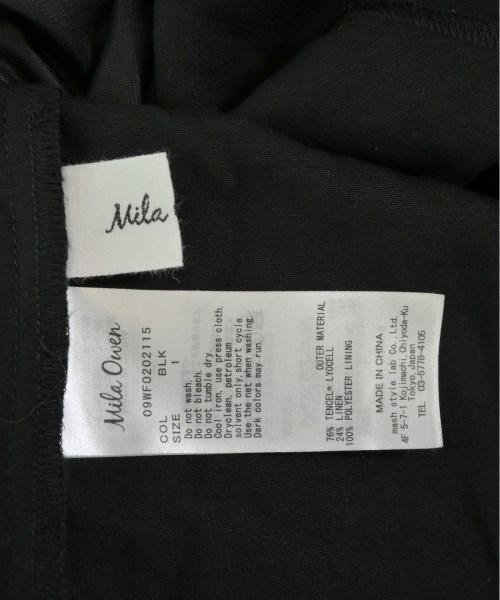 Mila
Mila Owen
09WF0202115
COL BLK
SIZE 1
Do not wash.
Do not bleach.
Do not tumble dry.
Cool iron, use press cloth.
Dryclean, petroleum
solvent only, short cycle.
Use the net when washing.
Dark colors may run.
OUTER MATERIAL
76% TENCEL® LYOCELL
24% LINEN
100% POLYESTER LINING
MADE IN CHINA
mash style lab Co., Ltd.
4F 5-7-1 Kojimachi, Chiyoda-Ku
Tokyo Japan
TEL 03-5778-4105